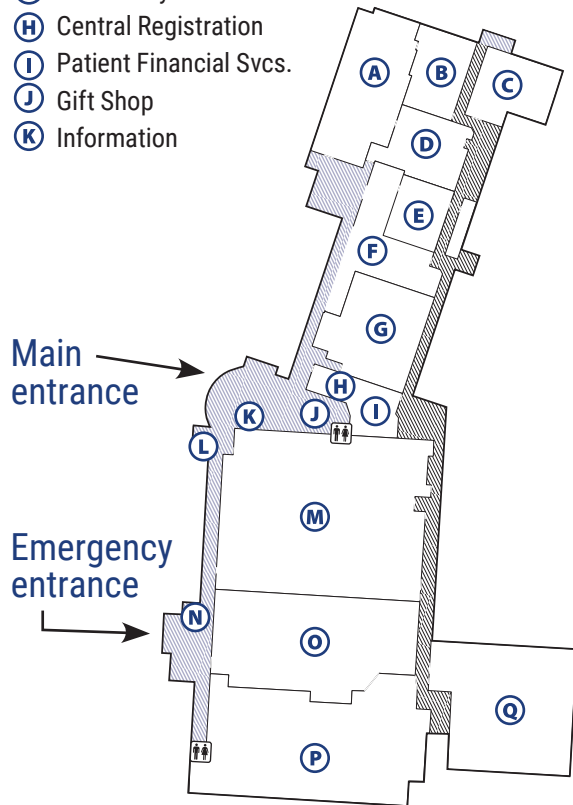 H Central Registration
I Patient Financial Svcs.
J Gift Shop
K Information
A
B
C
D
E
F
G
Main
entrance
H
I
J
K
L
M
Emergency
entrance
N
O
P
Q